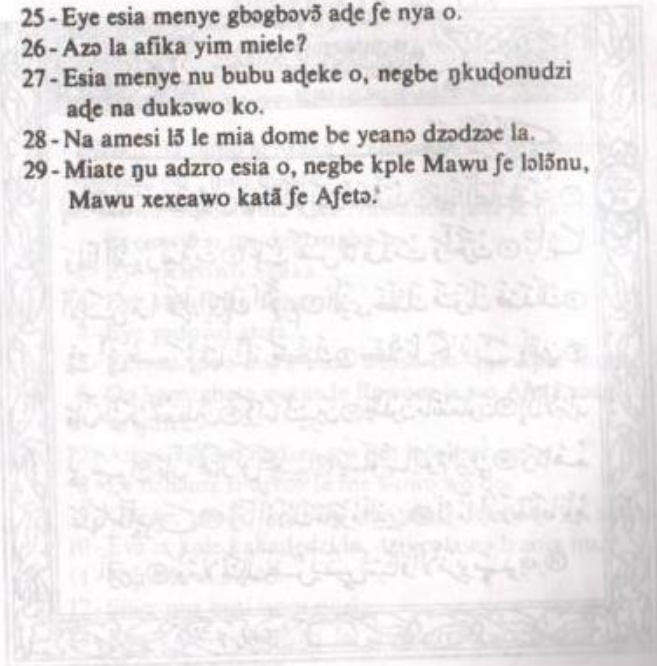 25 - Eye esia menye gbɔgbɔvɔ̃ aɖe ƒe nya o.
26 - Azɔ la afika yim miele?
27 - Esia menye nu bubu aɖeke o, negbe ŋkuɖonudzi
aɖe na dukɔwo ko.
28 - Na amesi lɔ̃ le mia dome be yeanɔ dzɔdzɔe la.
29 - Miate ŋu adzro esia o, negbe kple Mawu ƒe lɔlɔ̃nu,
Mawu xexeawo katã ƒe Aƒetɔ.